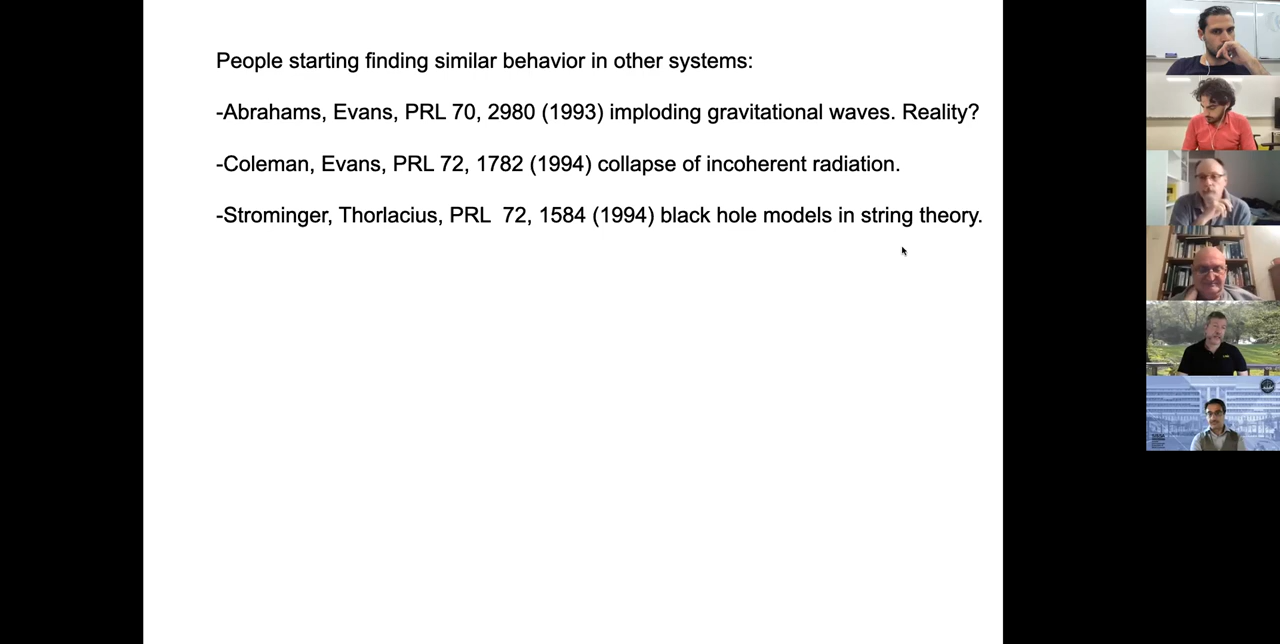 People starting finding similar behavior in other systems:
-Abrahams, Evans, PRL 70, 2980 (1993) imploding gravitational waves. Reality?
-Coleman, Evans, PRL 72, 1782 (1994) collapse of incoherent radiation.
-Strominger, Thorlacius, PRL  72, 1584 (1994) black hole models in string theory.